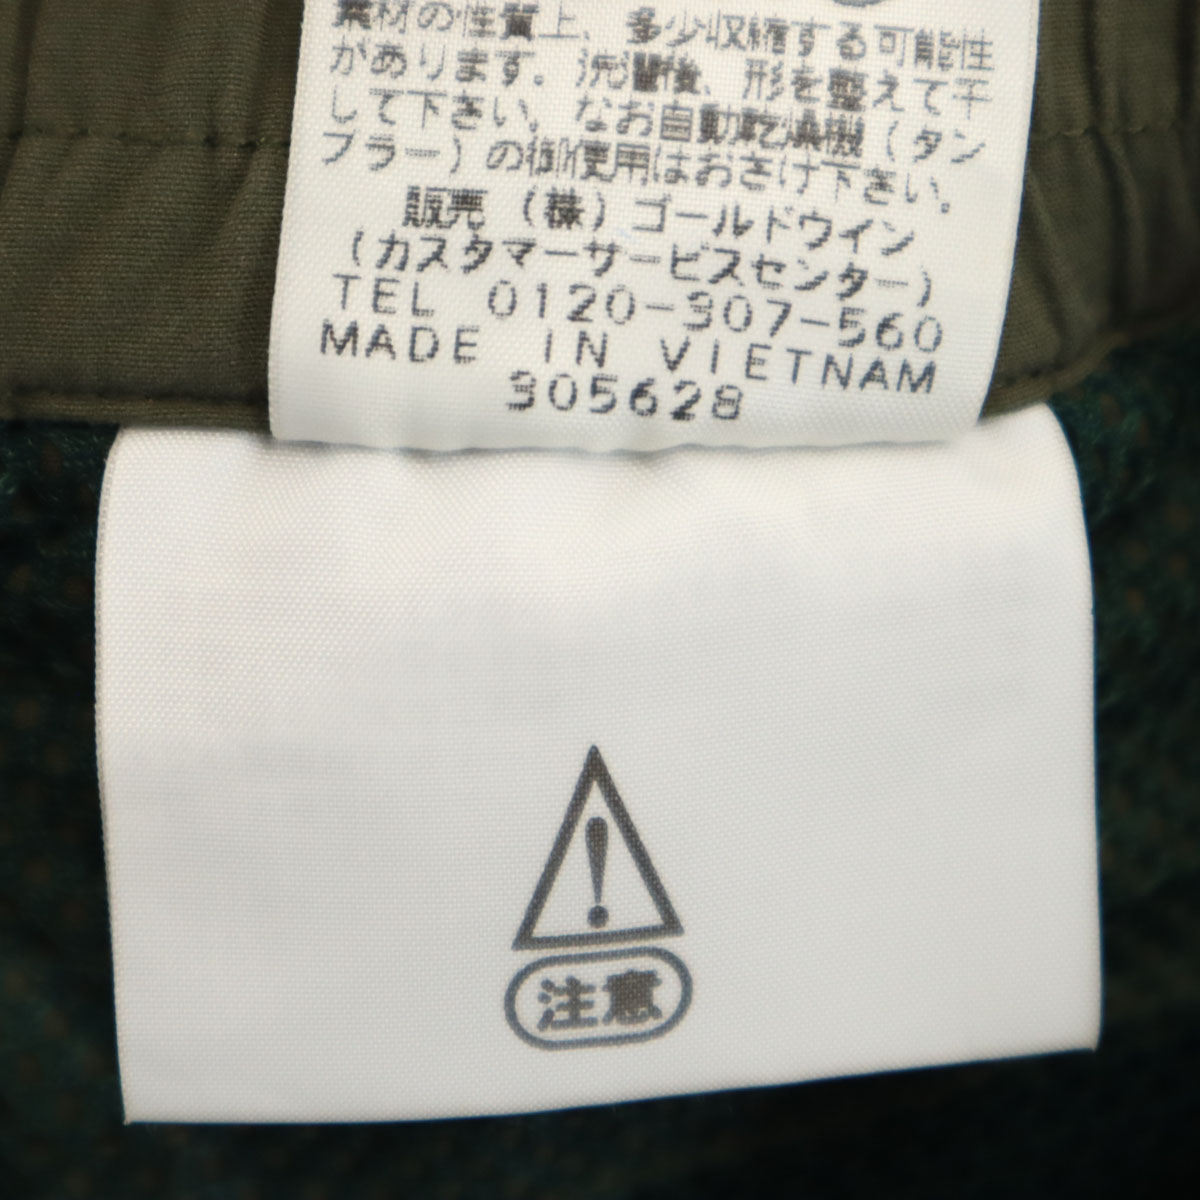 素材の性質上、多少収縮する可能性
があります。洗濯後、形を整えて干
して下さい。なお自動乾燥機（タン
ブラー）の御使用はおさけ下さい。
販売（株）ゴールドウイン
（カスタマーサービスセンター）
TEL 0120-307-560
MADE IN VIETNAM
305628
注意